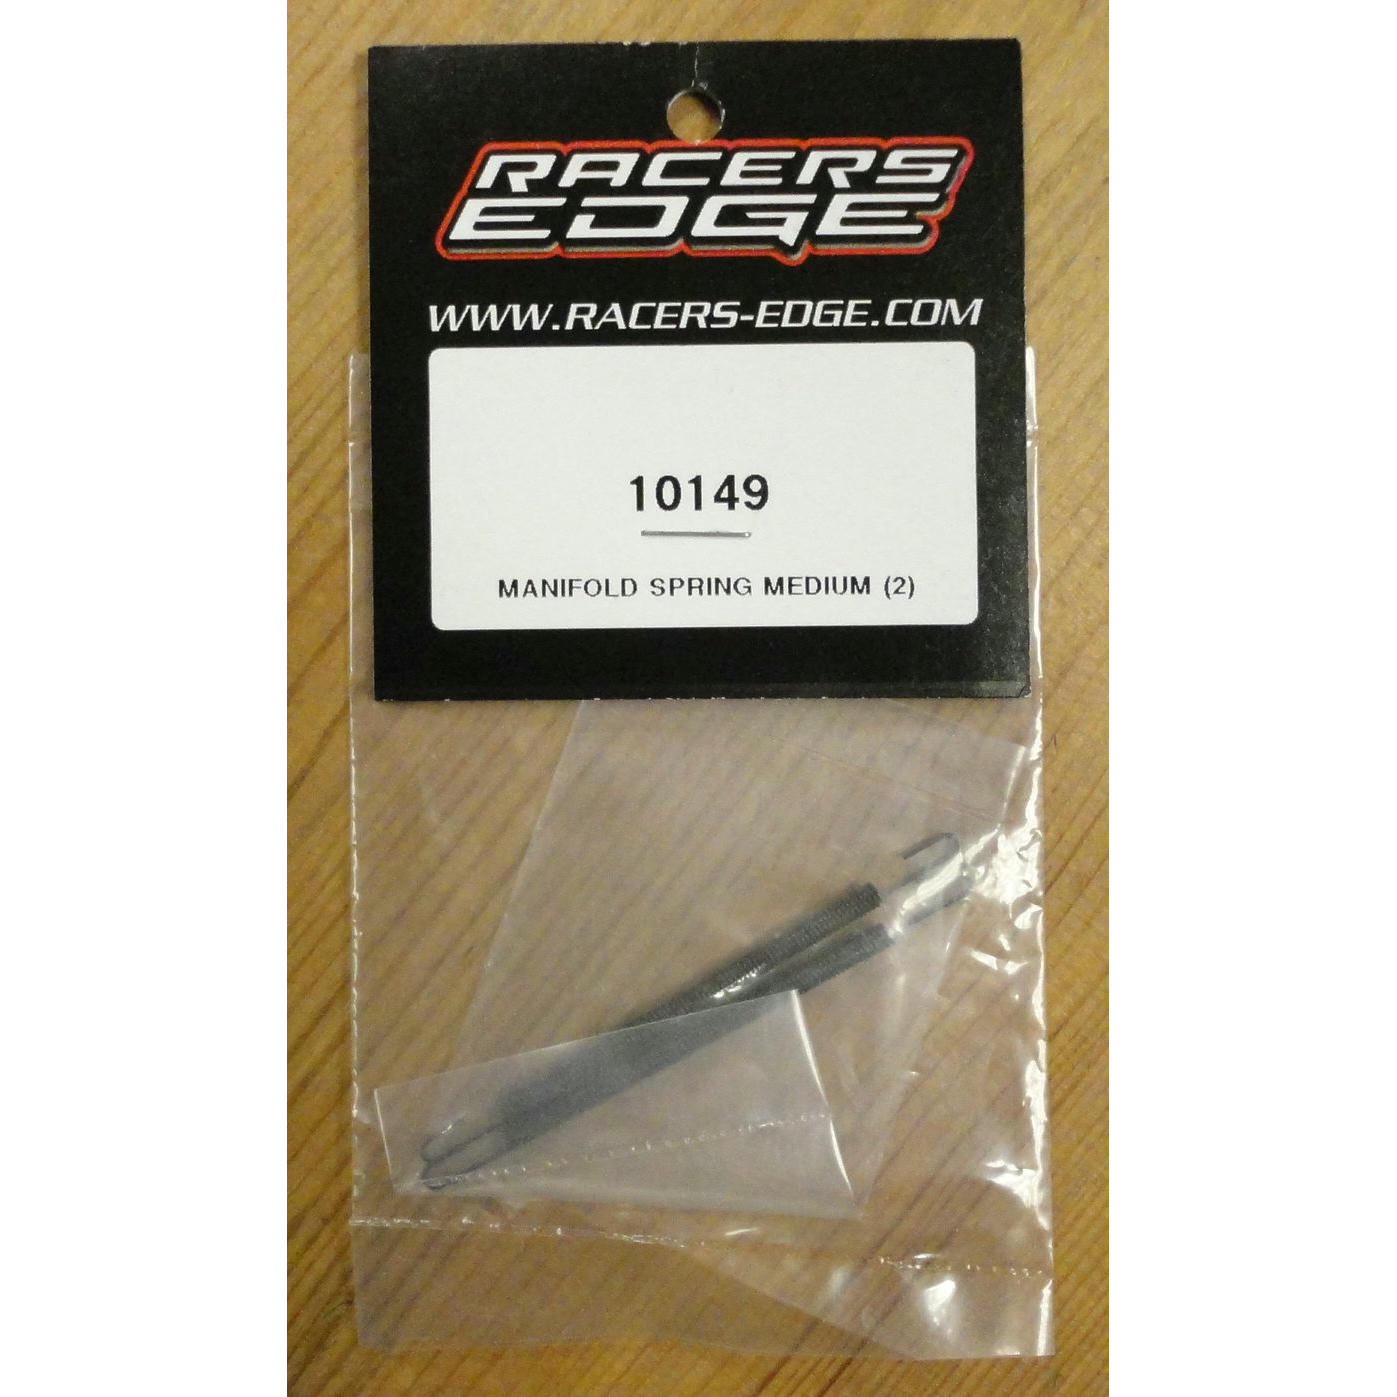 RACERS
EDGE
WWW.RACERS-EDGE.COM
10149
MANIFOLD SPRING MEDIUM (2)